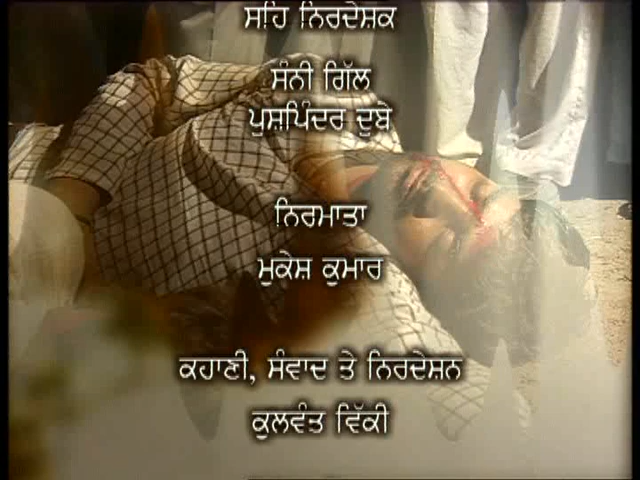 ਸਹਿ ਨਿਰਦੇਸ਼ਕ
ਸੰਨੀ ਗਿੱਲ
ਪੁਸ਼ਪਿੰਦਰ ਦੁਬੇ
ਨਿਰਮਾਤਾ
ਮੁਕੇਸ਼ ਕੁਮਾਰ
ਕਹਾਣੀ, ਸੰਵਾਦ ਤੇ ਨਿਰਦੇਸ਼ਨ
ਕੁਲਵੰਤ ਵਿੱਕੀ